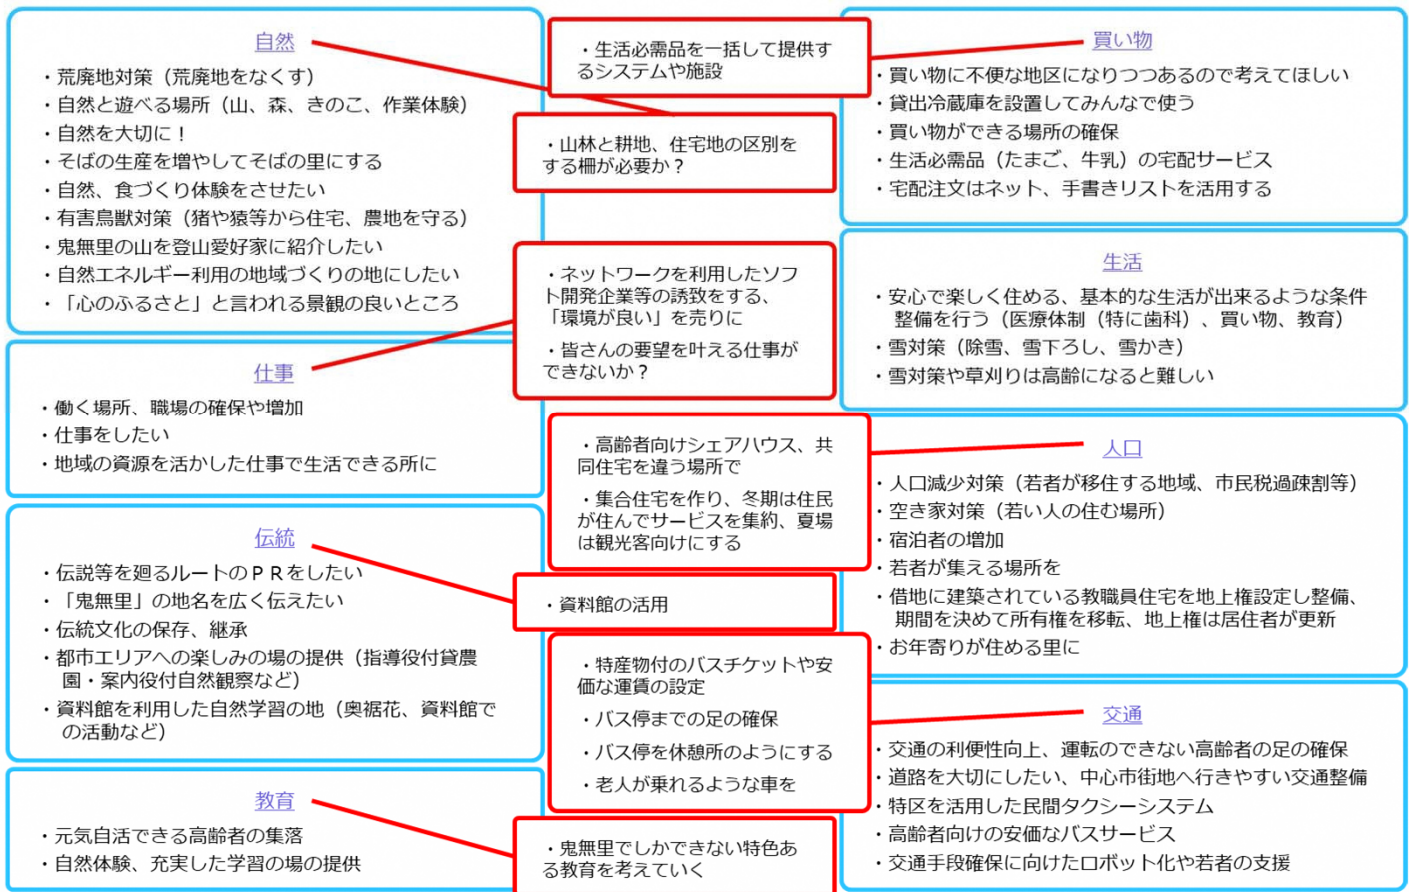 自然
・荒廃地対策（荒廃地をなくす）
・自然と遊べる場所（山、森、きのこ、作業体験）
・自然を大切に！
・そばの生産を増やしてそばの里にする
・自然、食づくり体験をさせたい
・有害鳥獣対策（猪や猿等から住宅、農地を守る）
・鬼無里の山を登山愛好家に紹介したい
・自然エネルギー利用の地域づくりの地にしたい
・「心のふるさと」と言われる景観の良いところ
仕事
・働く場所、職場の確保や増加
・仕事をしたい
・地域の資源を活かした仕事で生活できる所に
伝統
・伝説等を廻るルートのＰＲをしたい
・「鬼無里」の地名を広く伝えたい
・伝統文化の保存、継承
・都市エリアへの楽しみの場の提供（指導役付貸農
園・案内役付自然観察など）
・資料館を利用した自然学習の地（奥裾花、資料館で
の活動など）
教育
・元気自活できる高齢者の集落
・自然体験、充実した学習の場の提供
・生活必需品を一括して提供す
るシステムや施設
・山林と耕地、住宅地の区別を
する柵が必要か？
・ネットワークを利用したソフ
ト開発企業等の誘致をする、
「環境が良い」を売りに
・皆さんの要望を叶える仕事が
できないか？
・高齢者向けシェアハウス、共
同住宅を違う場所で
・集合住宅を作り、冬期は住民
が住んでサービスを集約、夏場
は観光客向けにする
・資料館の活用
・特産物付のバスチケットや安
価な運賃の設定
・バス停までの足の確保
・バス停を休憩所のようにする
・老人が乗れるような車を
・鬼無里でしかできない特色あ
る教育を考えていく
買い物
・買い物に不便な地区になりつつあるので考えてほしい
・貸出冷蔵庫を設置してみんなで使う
・買い物ができる場所の確保
・生活必需品（たまご、牛乳）の宅配サービス
・宅配注文はネット、手書きリストを活用する
生活
・安心で楽しく住める、基本的な生活が出来るような条件
整備を行う（医療体制（特に歯科）、買い物、教育）
・雪対策（除雪、雪下ろし、雪かき）
・雪対策や草刈りは高齢になると難しい
人口
・人口減少対策（若者が移住する地域、市民税過疎割等）
・空き家対策（若い人の住む場所）
・宿泊者の増加
・若者が集える場所を
・借地に建築されている教職員住宅を地上権設定し整備、
期間を決めて所有権を移転、地上権は居住者が更新
・お年寄りが住める里に
交通
・交通の利便性向上、運転のできない高齢者の足の確保
・道路を大切にしたい、中心市街地へ行きやすい交通整備
・特区を活用した民間タクシーシステム
・高齢者向けの安価なバスサービス
・交通手段確保に向けたロボット化や若者の支援